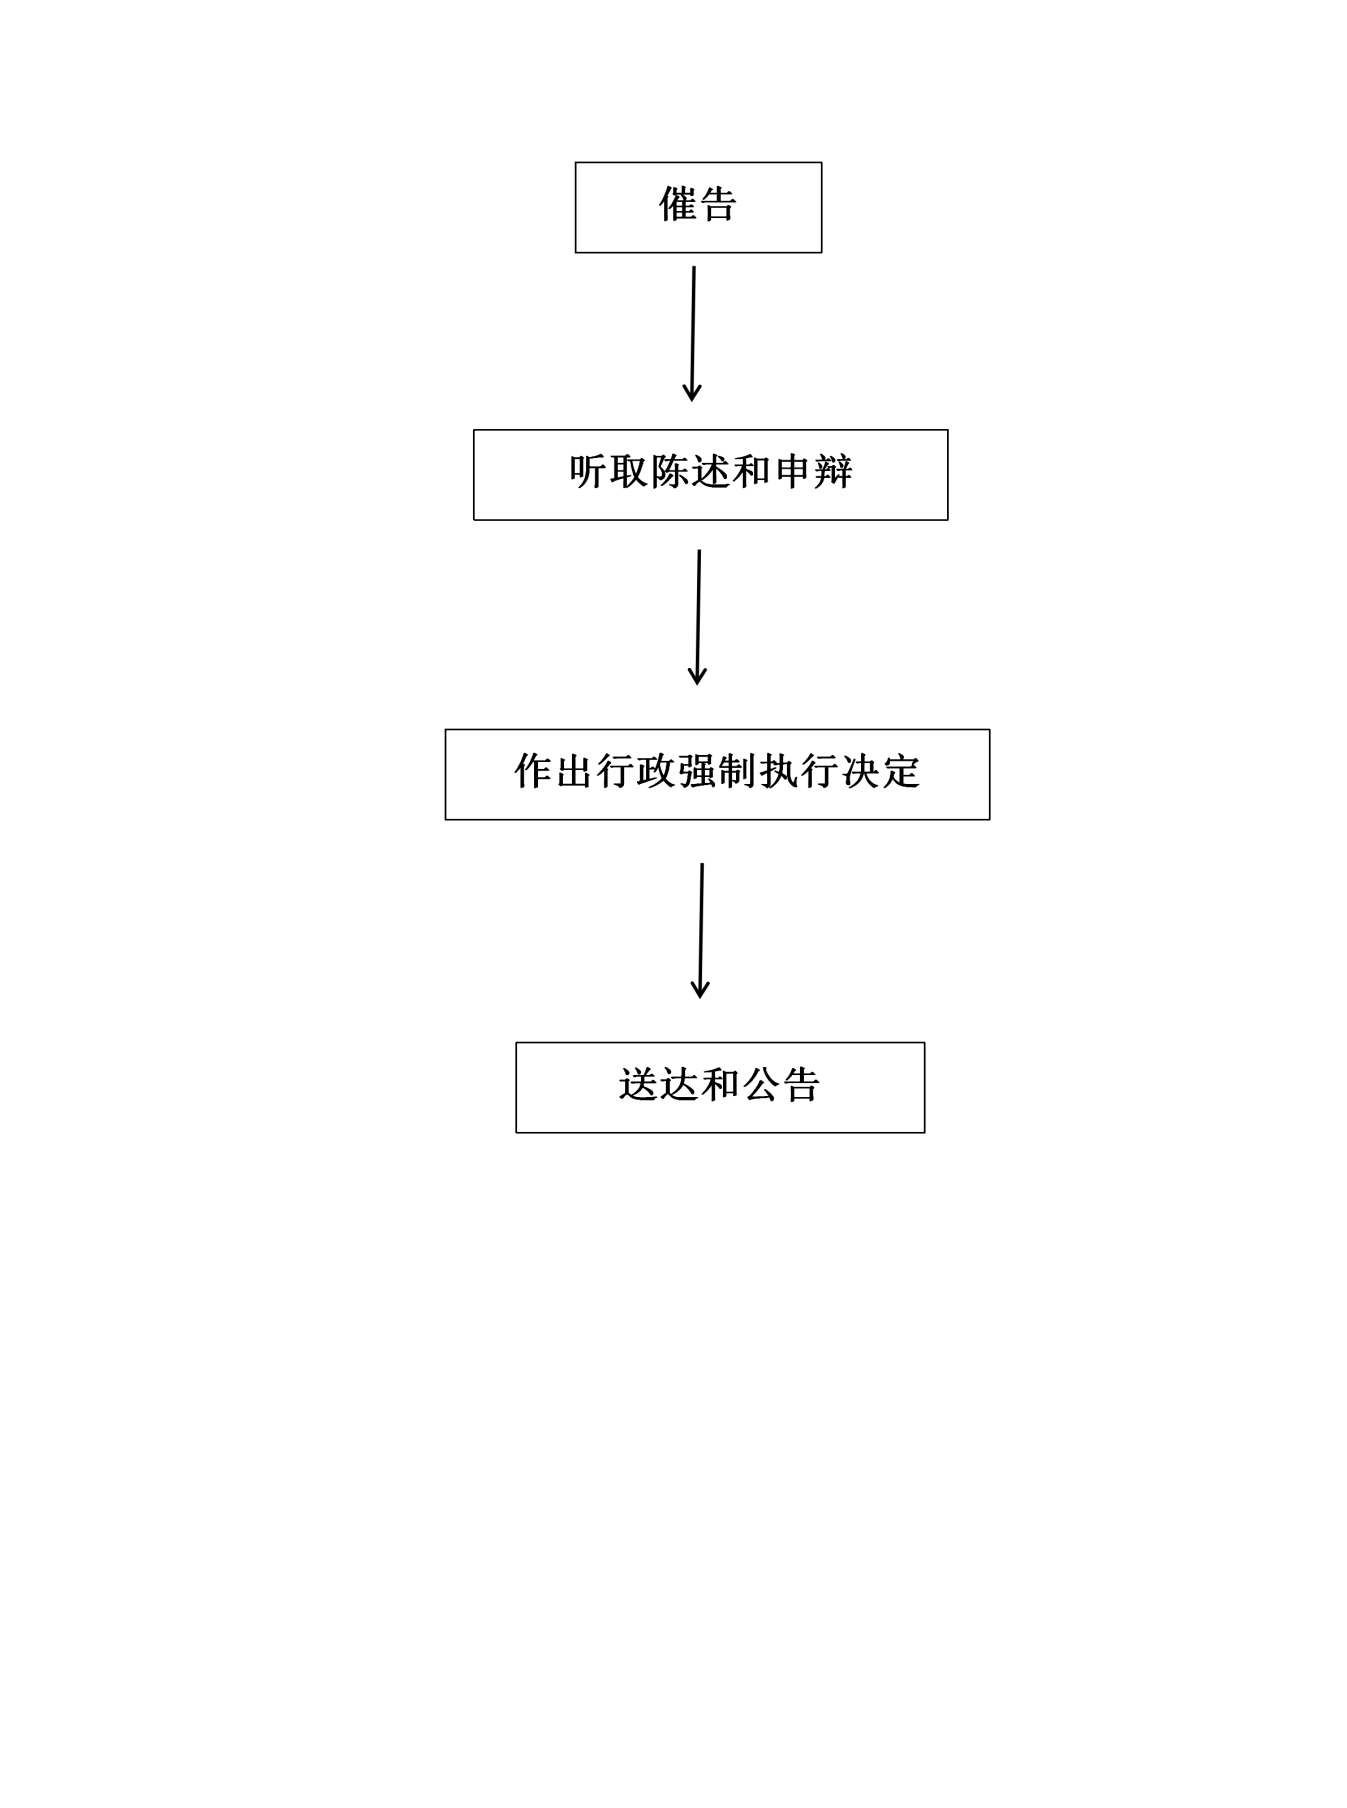 催告
听取陈述和申辩
作出行政强制执行决定
送达和公告